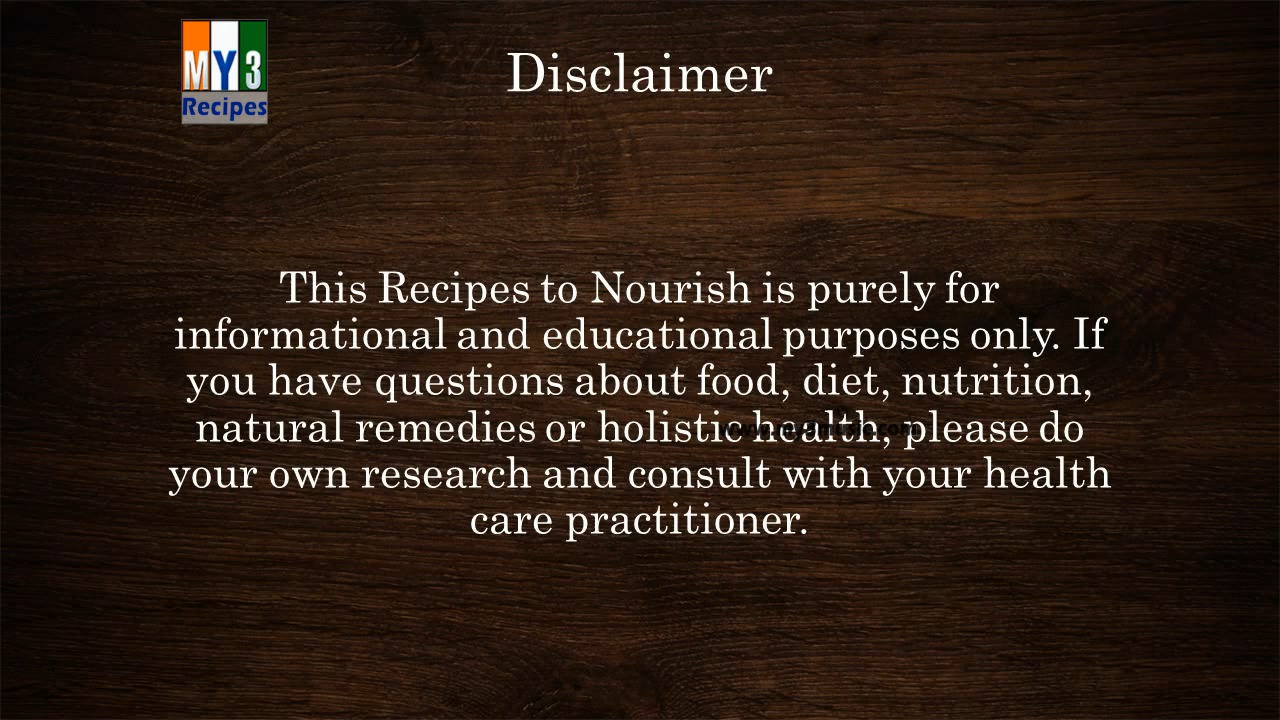 MY3
Recipes
Disclaimer
This Recipes to Nourish is purely for
informational and educational purposes only. If
you have questions about food, diet, nutrition,
natural remedies or holistic health, please do
your own research and consult with your health
care practitioner.